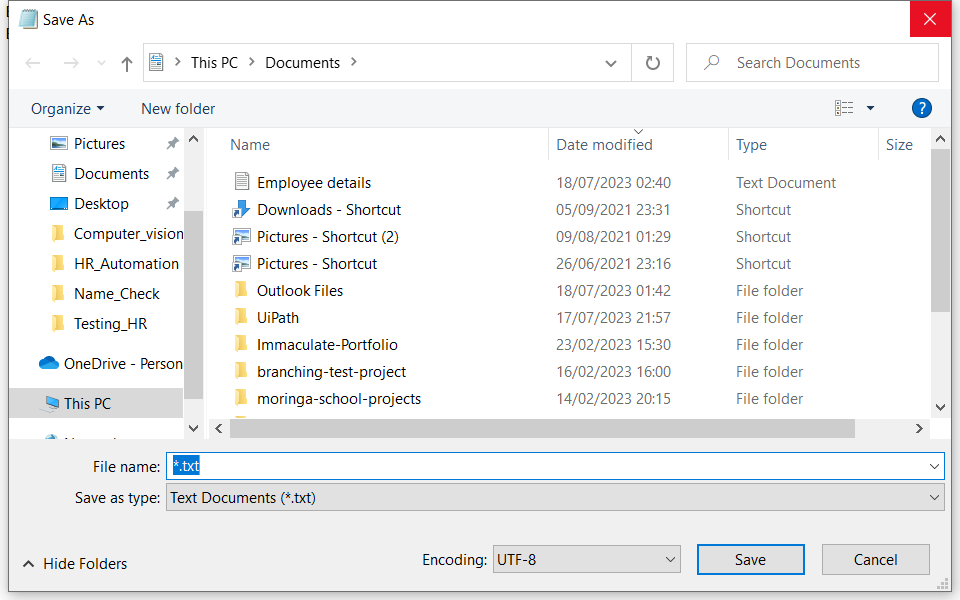 Save As
This PC
Documents
Search Documents
Organize
New folder
?
Pictures
Documents
Desktop
Computer_vision
HR_Automation
Name_Check
Testing_HR
OneDrive - Person
This PC
Name Date modified Type Size
Employee details 18/07/2023 02:40 Text Document
Downloads - Shortcut 05/09/2021 23:31 Shortcut
Pictures - Shortcut (2) 09/08/2021 01:29 Shortcut
Pictures - Shortcut 26/06/2021 23:16 Shortcut
Outlook Files 18/07/2023 01:42 File folder
UiPath 17/07/2023 21:57 File folder
Immaculate-Portfolio 23/02/2023 15:30 File folder
branching-test-project 16/02/2023 16:00 File folder
moringa-school-projects 14/02/2023 20:15 File folder
File name: *.txt
Save as type: Text Documents (*.txt)
Hide Folders
Encoding: UTF-8
Save
Cancel